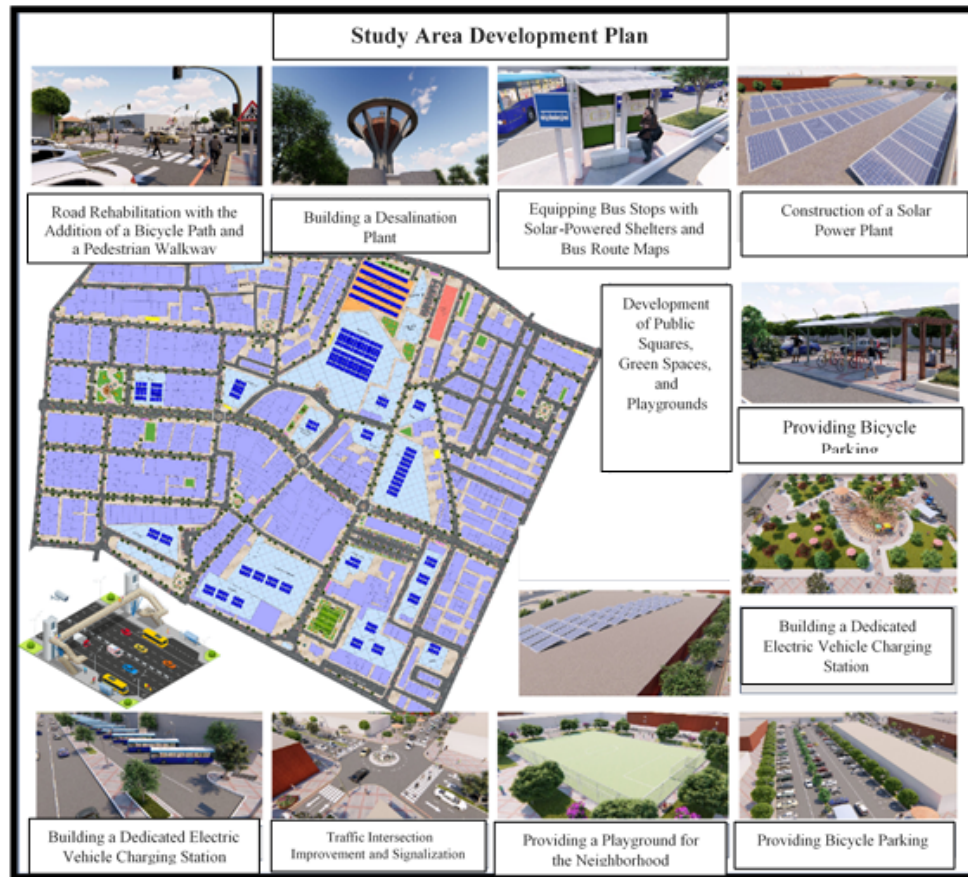 Study Area Development Plan
Road Rehabilitation with the
Addition of a Bicycle Path and
a Pedestrian Walkway
Building a Desalination
Plant
Equipping Bus Stops with
Solar-Powered Shelters and
Bus Route Maps
Construction of a Solar
Power Plant
Development
of Public
Squares,
Green Spaces,
and
Playgrounds
Providing Bicycle
Parking
Building a Dedicated
Electric Vehicle Charging
Station
Building a Dedicated Electric
Vehicle Charging Station
Traffic Intersection
Improvement and Signalization
Providing a Playground for
the Neighborhood
Providing Bicycle Parking